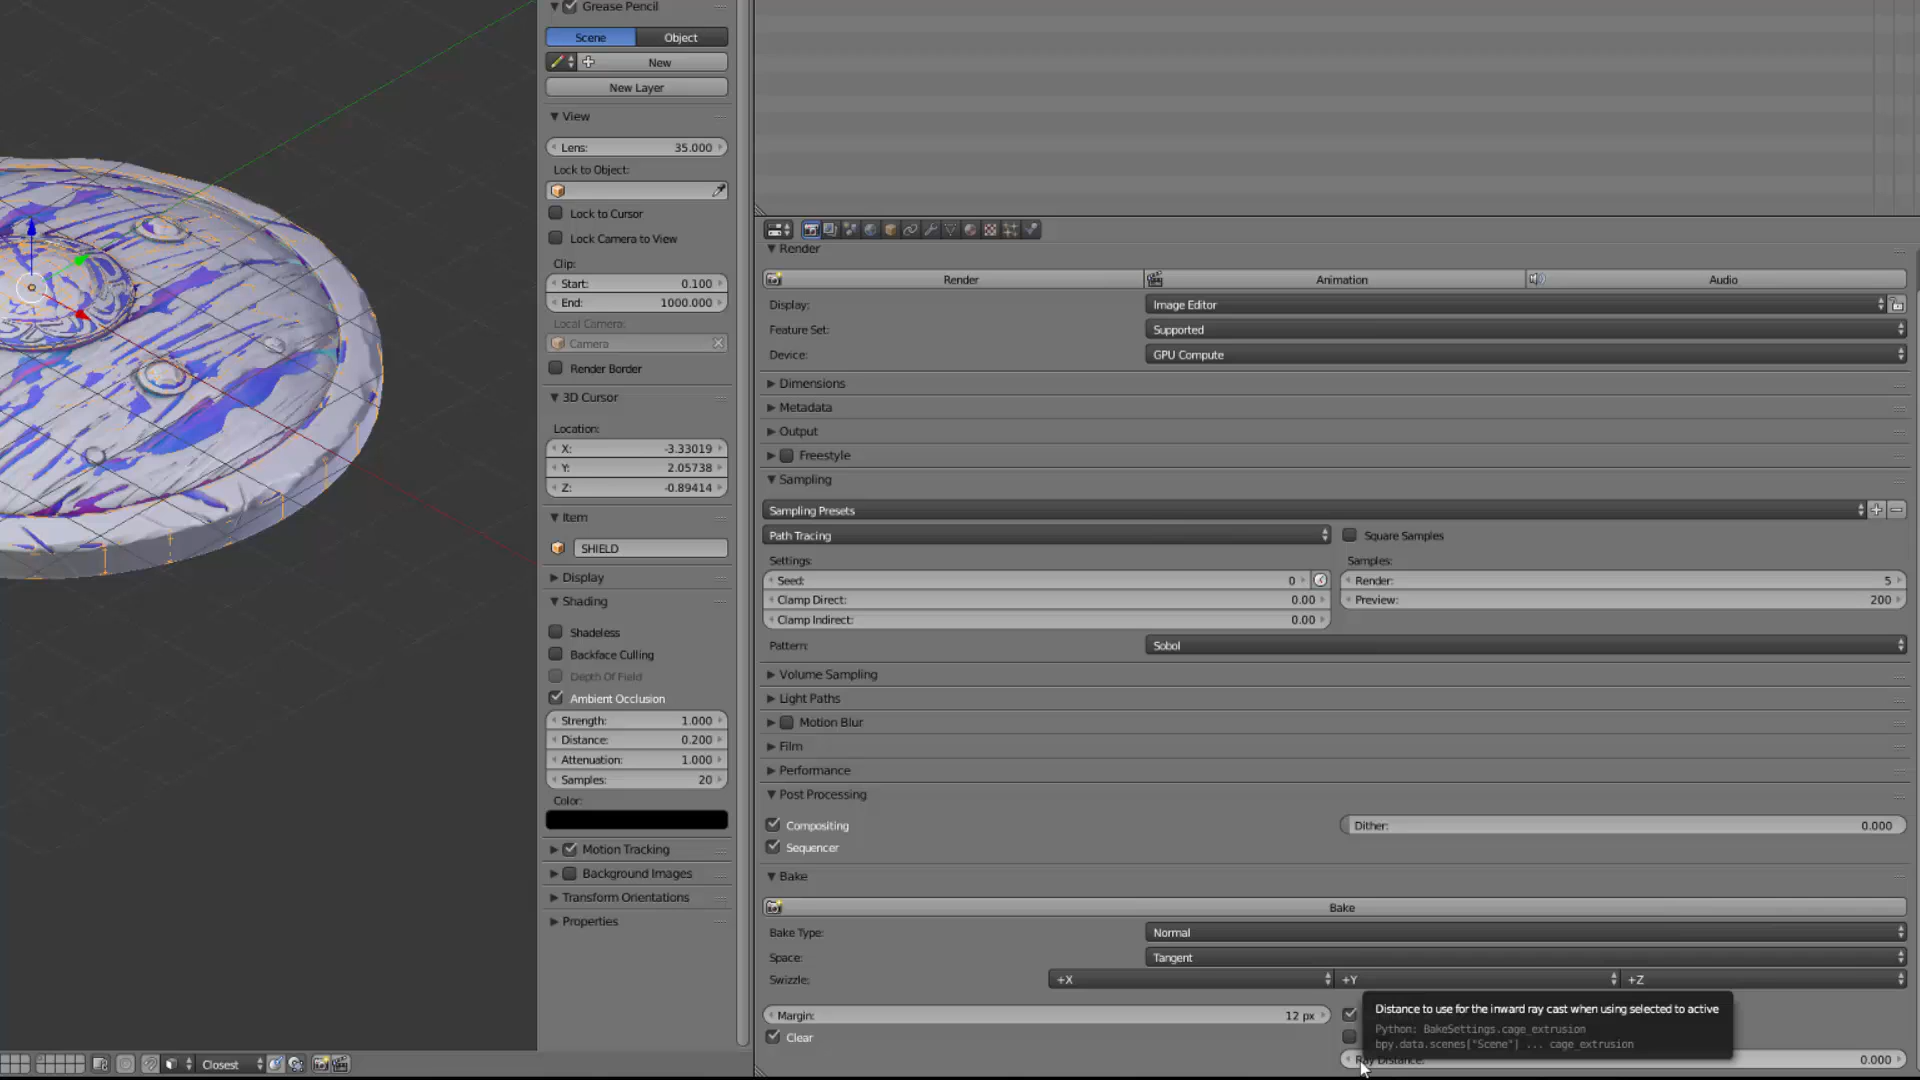 Grease Pencil
Scene Object
New
New Layer
View
Lens: 35.000
Lock to Object:
Lock to Cursor
Lock Camera to View
Clip:
Start: 0.100
End: 1000.000
Local Camera:
Camera
Render Border
3D Cursor
Location:
X: -3.33019
Y: 2.05738
Z: -0.89414
Item
SHIELD
Display
Shading
Shadeless
Backface Culling
Depth Of Field
Ambient Occlusion
Strength: 1.000
Distance: 0.200
Attenuation: 1.000
Samples: 20
Color:
Motion Tracking
Background Images
Transform Orientations
Properties
Closest
Render
Render Animation Audio
Display: Image Editor
Feature Set: Supported
Device: GPU Compute
Dimensions
Metadata
Output
Freestyle
Sampling
Sampling Presets
Path Tracing Square Samples
Settings: Samples:
Seed: 0 Render: 5
Clamp Direct: 0.00 Preview: 200
Clamp Indirect: 0.00
Pattern: Sobol
Volume Sampling
Light Paths
Motion Blur
Film
Performance
Post Processing
Compositing Dither: 0.000
Sequencer
Bake
Bake
Bake Type: Normal
Space: Tangent
Swizzle: +X +Y +Z
Margin: 12 px
Clear
Distance to use for the inward ray cast when using selected to active
Python: BakeSettings.cage_extrusion
bpy.data.scenes["Scene"] ... cage_extrusion
Ray Distance: 0.000